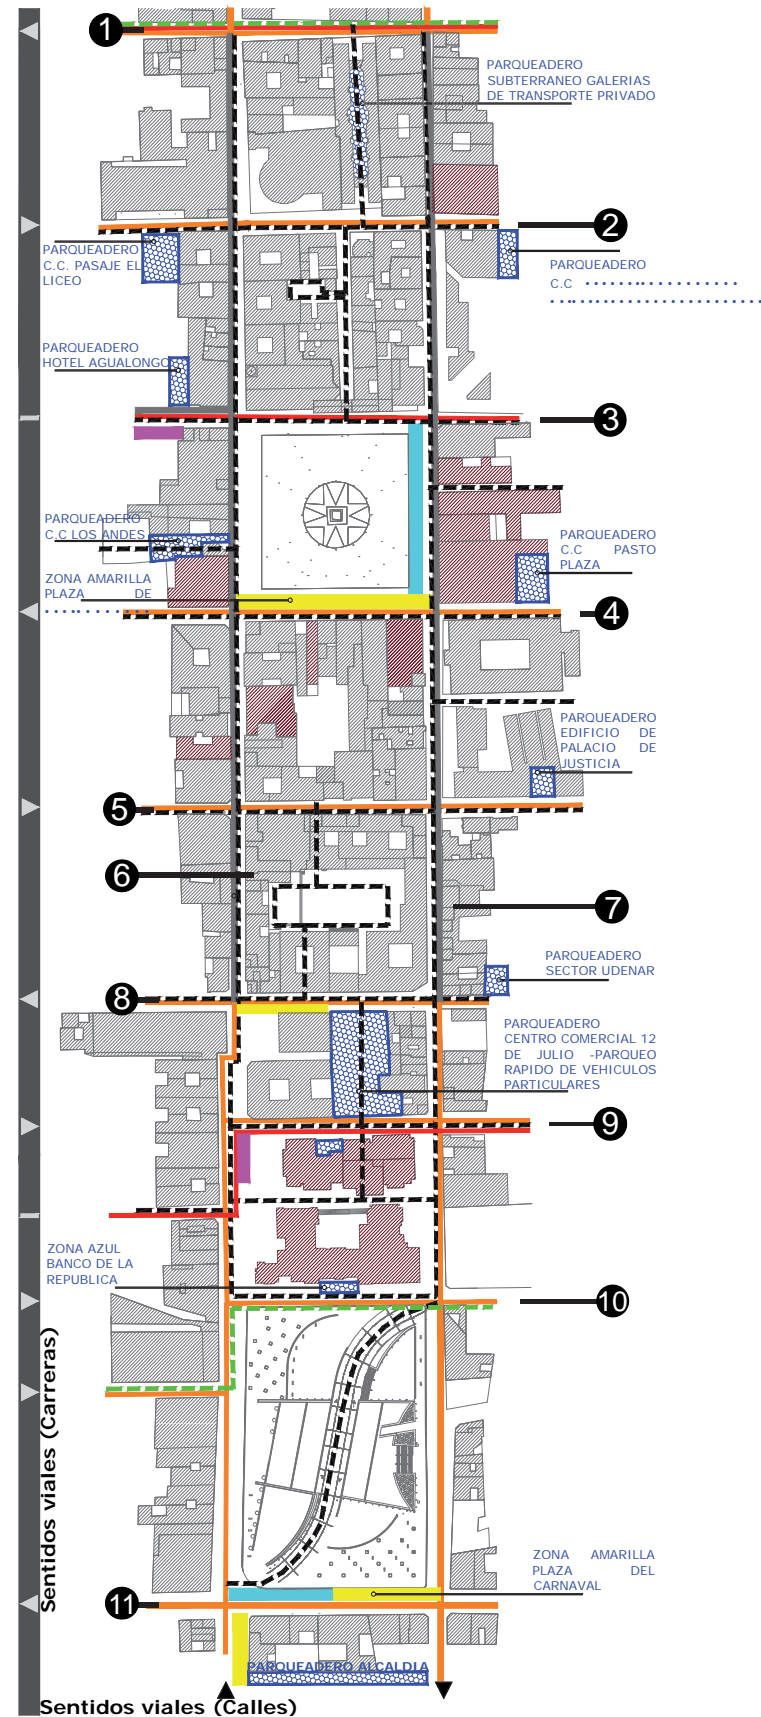 1
PARQUEADERO
SUBTERRANEO GALERIAS
DE TRANSPORTE PRIVADO
2
PARQUEADERO
C.C. PASAJE EL
LICEO
PARQUEADERO
C.C
PARQUEADERO
HOTEL AGUALONGO
3
PARQUEADERO
C.C LOS ANDES
PARQUEADERO
C.C PASTO
PLAZA
ZONA AMARILLA
PLAZA DE
4
PARQUEADERO
EDIFICIO DE
PALACIO DE
JUSTICIA
5
6
7
PARQUEADERO
SECTOR UDENAR
8
PARQUEADERO
CENTRO COMERCIAL 12
DE JULIO -PARQUEO
RAPIDO DE VEHICULOS
PARTICULARES
9
ZONA AZUL
BANCO DE LA
REPUBLICA
10
Sentidos viales (Carreras)
ZONA AMARILLA
PLAZA DEL
CARNAVAL
11
PARQUEADERO ALCALDIA
Sentidos viales (Calles)